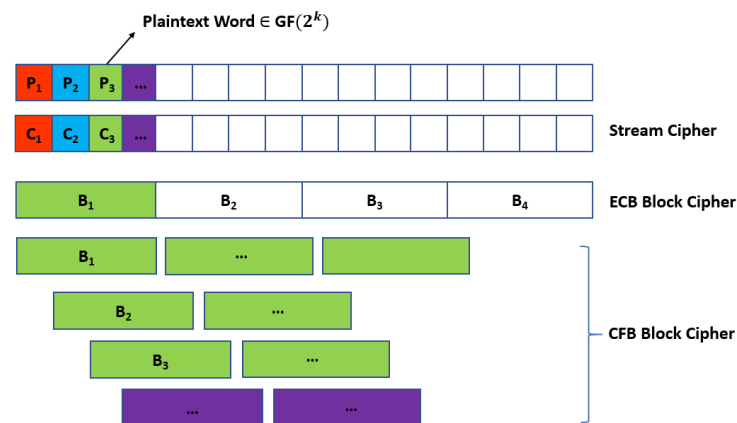 Plaintext Word ∈ GF(2ᵏ)
P₁ P₂ P₃ ...
C₁ C₂ C₃ ... Stream Cipher
B₁ B₂ B₃ B₄ ECB Block Cipher
B₁ ...
B₂ ...
CFB Block Cipher
B₃ ...
... ...